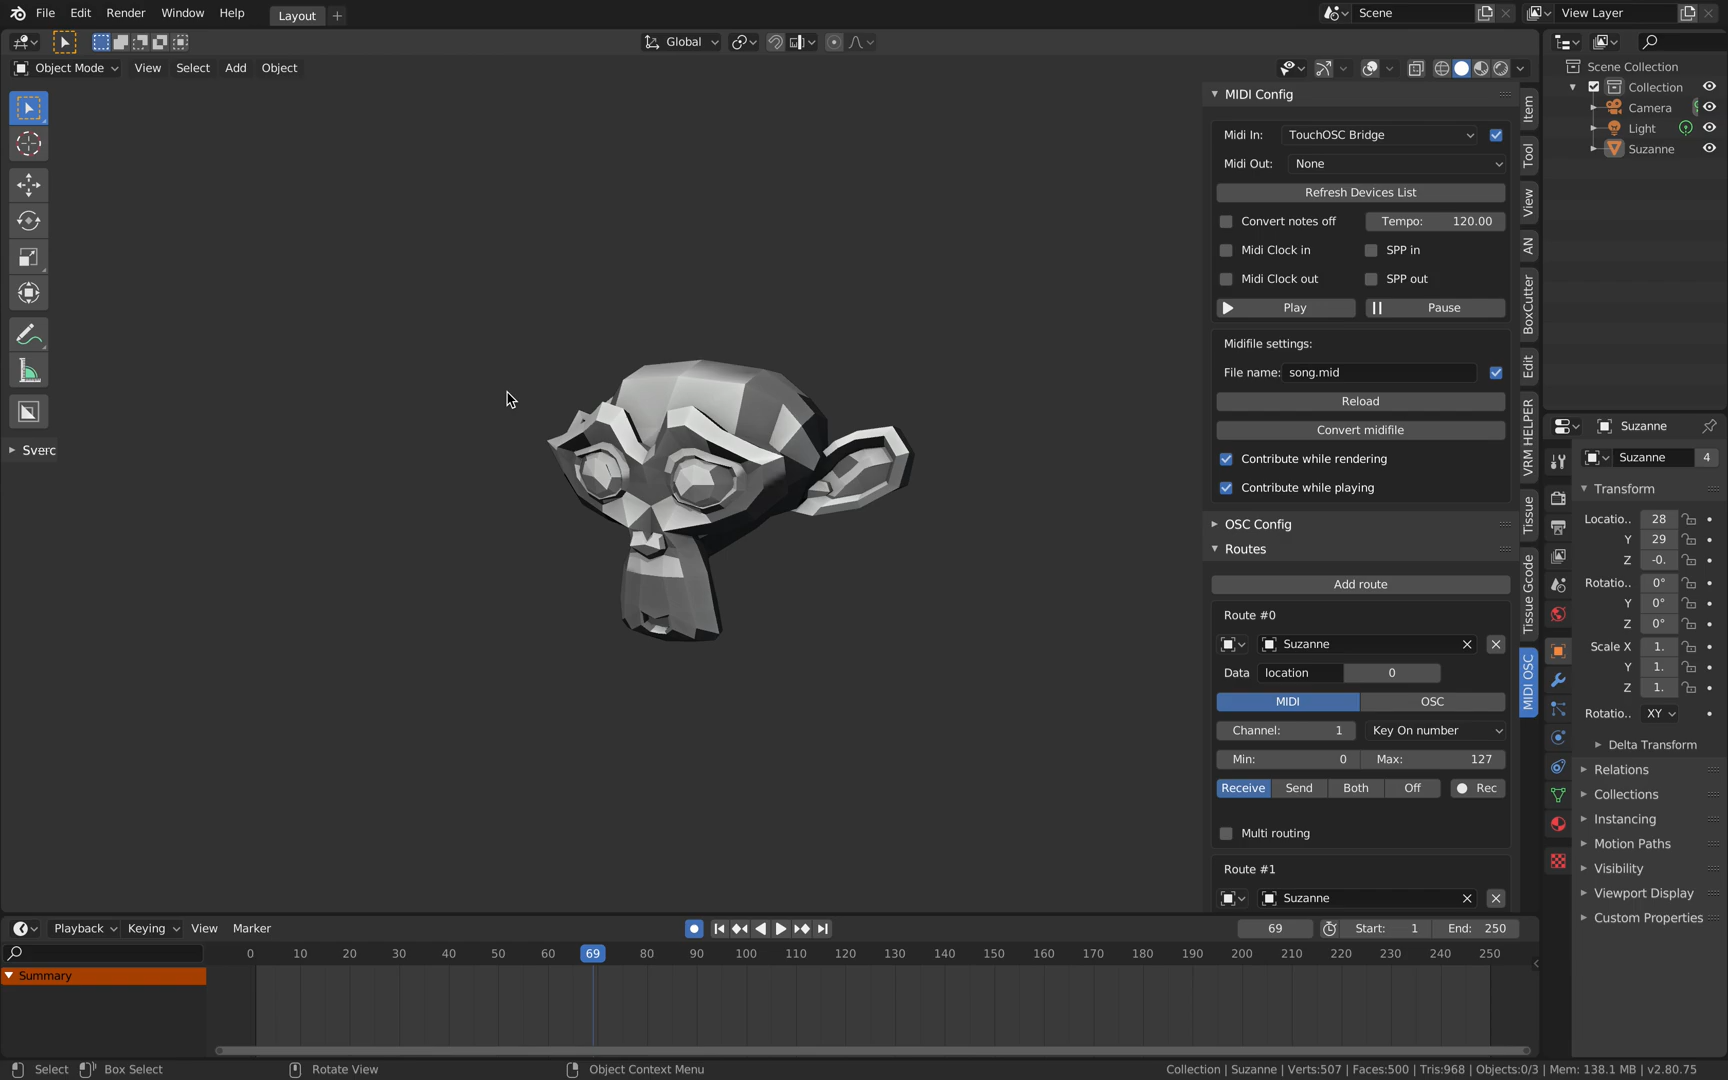 File Edit Render Window Help Layout + Scene View Layer
Global
Object Mode View Select Add Object
Scene Collection
Collection
Camera
Light
Suzanne
MIDI Config
Midi In: TouchOSC Bridge
Midi Out: None
Refresh Devices List
Convert notes off Tempo: 120.00
Midi Clock in SPP in
Midi Clock out SPP out
Play Pause
Midifile settings:
File name: song.mid
Reload
Convert midifile
Contribute while rendering
Contribute while playing
OSC Config
Routes
Add route
Route #0
Suzanne
Data location 0
MIDI OSC
Channel: 1 Key On number
Min: 0 Max: 127
Receive Send Both Off Rec
Multi routing
Route #1
Suzanne
Item
Tool
View
AN
BoxCutter
Edit
VRM HELPER
Tissue
Tissue Gcode
MIDI OSC
Sverc
Suzanne
Suzanne 4
Transform
Locatio.. 28
Y 29
Z -0.
Rotatio.. 0°
Y 0°
Z 0°
Scale X 1.
Y 1.
Z 1.
Rotatio.. XY
Delta Transform
Relations
Collections
Instancing
Motion Paths
Visibility
Viewport Display
Custom Properties
Playback Keying View Marker 69 Start: 1 End: 250
0 10 20 30 40 50 60 69 80 90 100 110 120 130 140 150 160 170 180 190 200 210 220 230 240 250
Summary
Select Box Select Rotate View Object Context Menu Collection | Suzanne | Verts:507 | Faces:500 | Tris:968 | Objects:0/3 | Mem: 138.1 MB | v2.80.75